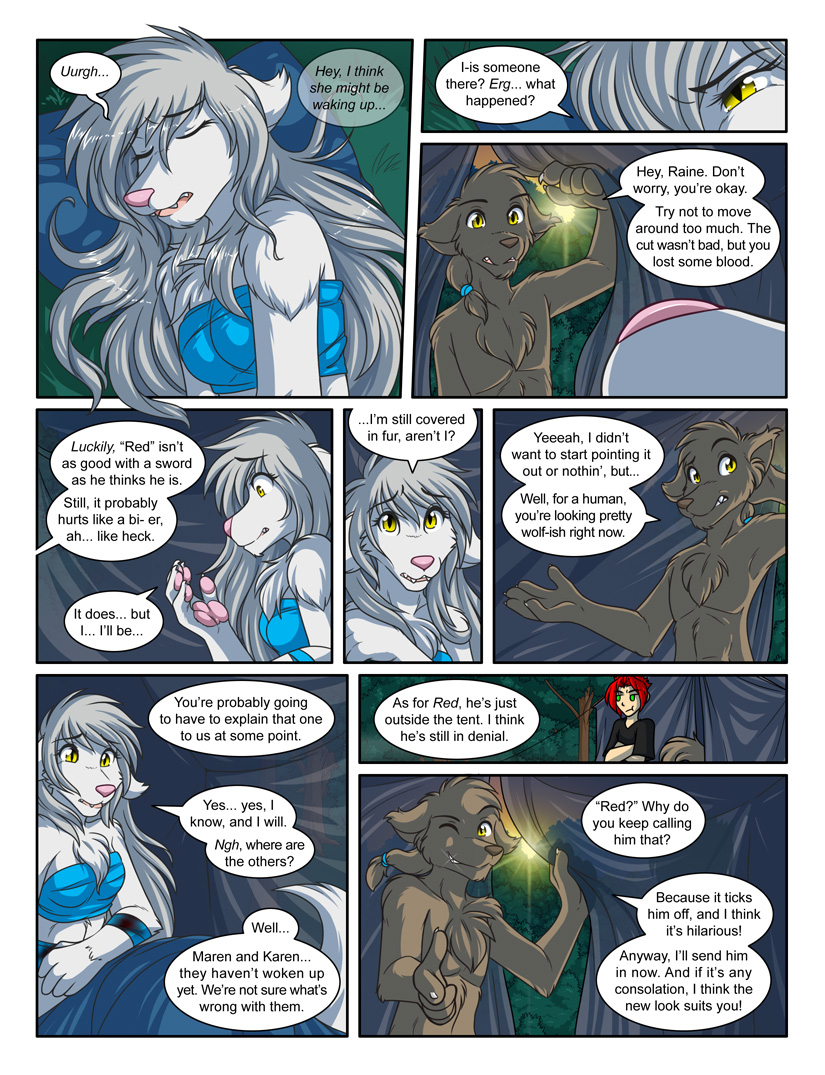 Uurgh...
Hey, I think
she might be
waking up...
I-is someone
there? Erg... what
happened?
Hey, Raine. Don't
worry, you're okay.
Try not to move
around too much. The
cut wasn't bad, but you
lost some blood.
Luckily, “Red” isn't
as good with a sword
as he thinks he is.
Still, it probably
hurts like a bi- er,
ah... like heck.
It does... but
I... I'll be...
...I'm still covered
in fur, aren't I?
Yeeeah, I didn't
want to start pointing it
out or nothin', but...
Well, for a human,
you're looking pretty
wolf-ish right now.
You're probably going
to have to explain that one
to us at some point.
Yes... yes, I
know, and I will.
Ngh, where are
the others?
Well...
Maren and Karen...
they haven't woken up
yet. We're not sure what's
wrong with them.
As for Red, he's just
outside the tent. I think
he's still in denial.
“Red?” Why do
you keep calling
him that?
Because it ticks
him off, and I think
it's hilarious!
Anyway, I'll send him
in now. And if it's any
consolation, I think the
new look suits you!